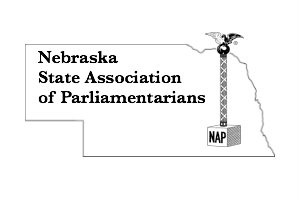 Nebraska
State Association
of Parliamentarians
NAP